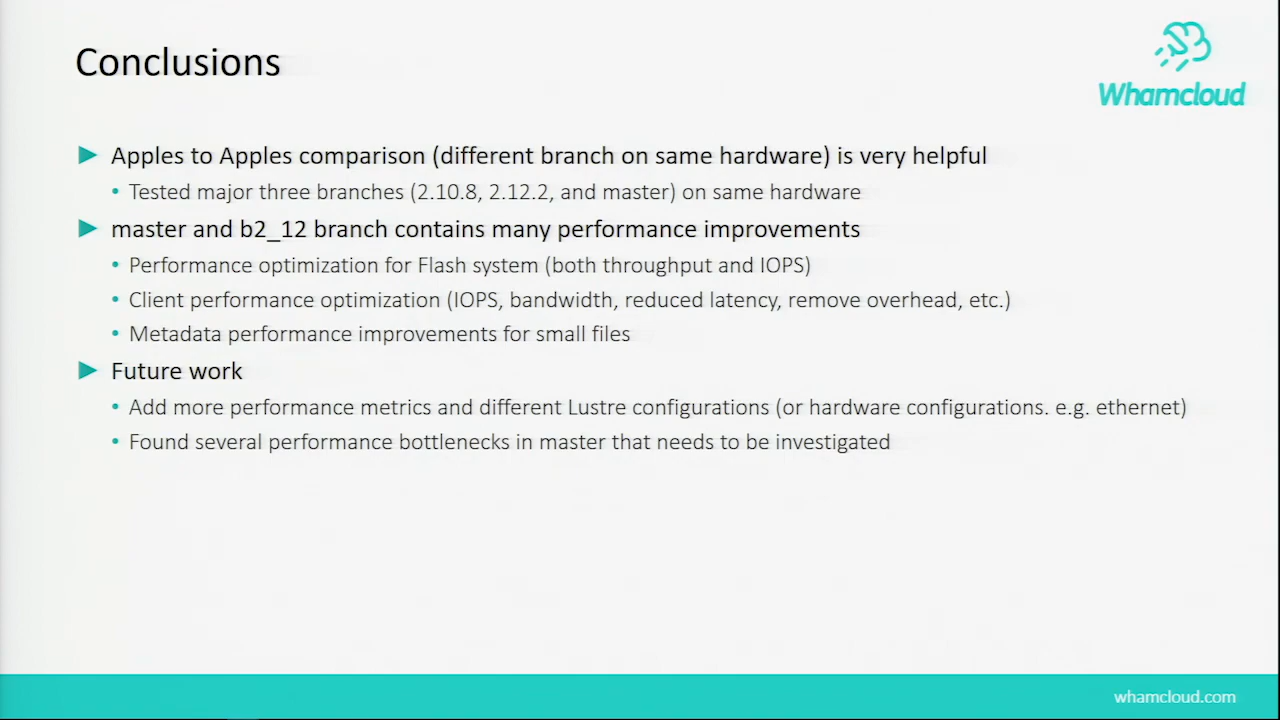 Conclusions
Whamcloud
Apples to Apples comparison (different branch on same hardware) is very helpful
Tested major three branches (2.10.8, 2.12.2, and master) on same hardware
master and b2_12 branch contains many performance improvements
Performance optimization for Flash system (both throughput and IOPS)
Client performance optimization (IOPS, bandwidth, reduced latency, remove overhead, etc.)
Metadata performance improvements for small files
Future work
Add more performance metrics and different Lustre configurations (or hardware configurations. e.g. ethernet)
Found several performance bottlenecks in master that needs to be investigated
whamcloud.com